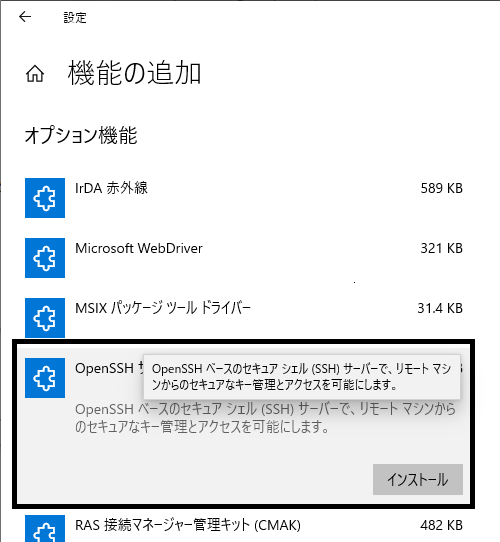 設定
機能の追加
オプション機能
IrDA 赤外線 589 KB
Microsoft WebDriver 321 KB
MSIX パッケージ ツール ドライバー 31.4 KB
OpenSSH
OpenSSH ベースのセキュア シェル (SSH) サーバーで、リモート マシ
ンからのセキュアなキー管理とアクセスを可能にします。
OpenSSH ベースのセキュア シェル (SSH) サーバーで、リモート マシンから
のセキュアなキー管理とアクセスを可能にします。
インストール
RAS 接続マネージャー管理キット (CMAK) 482 KB